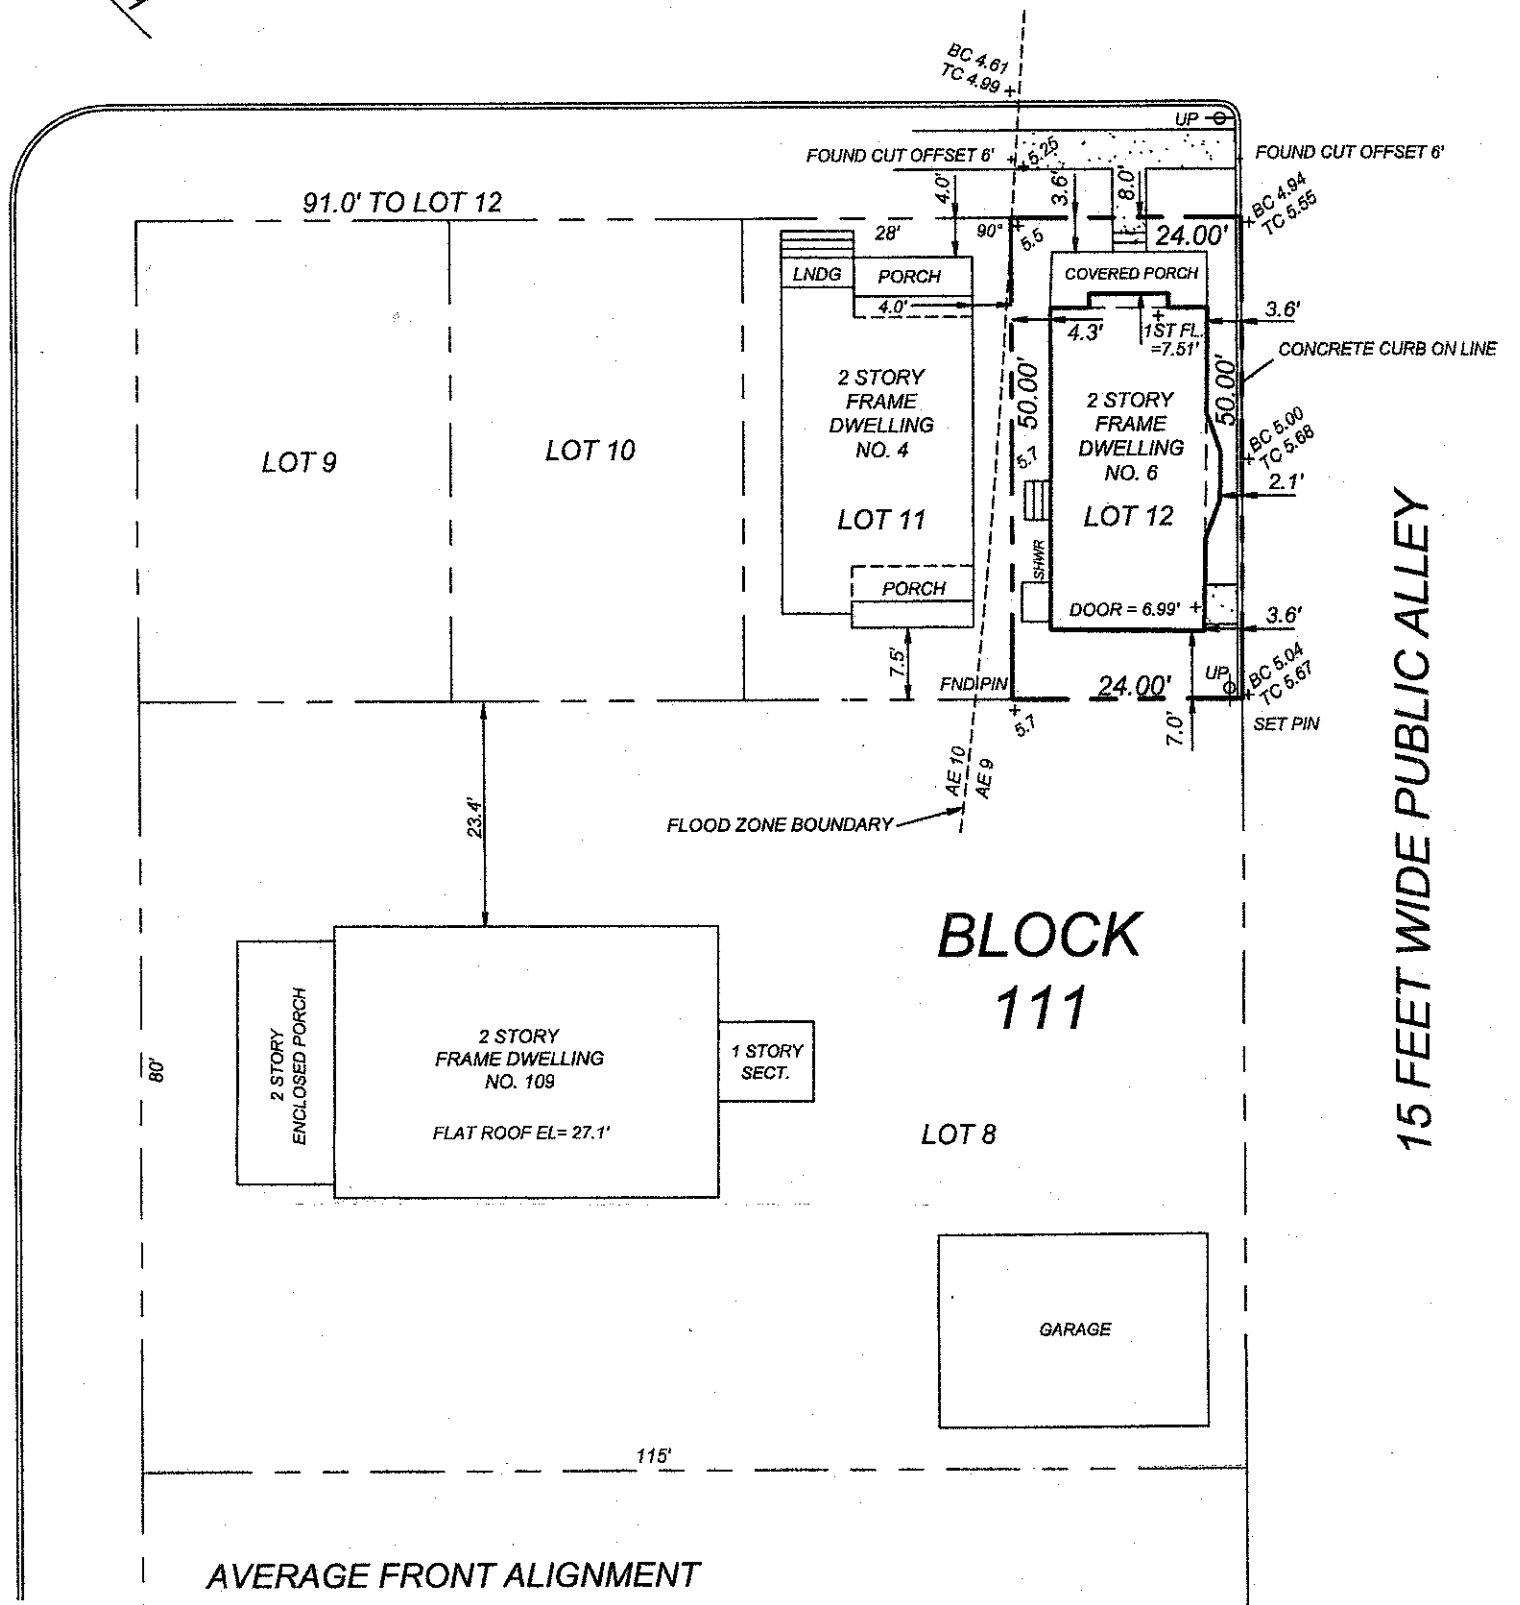 BC 4.61
TC 4.99
UP
FOUND CUT OFFSET 6'
5.25
FOUND CUT OFFSET 6'
91.0' TO LOT 12
4.0'
3.6'
8.0'
BC 4.94
TC 5.55
28'
90°
5.5
24.00'
LNDG
PORCH
COVERED PORCH
4.0'
4.3'
1ST FL.
=7.51'
3.6'
CONCRETE CURB ON LINE
2 STORY
FRAME
DWELLING
NO. 4
50.00'
2 STORY
FRAME
DWELLING
NO. 6
50.00'
BC 5.00
TC 5.68
LOT 9
LOT 10
5.7
2.1'
LOT 11
LOT 12
SHWR
PORCH
DOOR = 6.99'
3.6'
7.5'
FND PIN
24.00'
UP
BC 5.04
TC 5.67
5.7
7.0'
SET PIN
15 FEET WIDE PUBLIC ALLEY
AE 10
AE 9
23.4'
FLOOD ZONE BOUNDARY
BLOCK
111
80'
2 STORY
ENCLOSED PORCH
2 STORY
FRAME DWELLING
NO. 109
FLAT ROOF EL= 27.1'
1 STORY
SECT.
LOT 8
GARAGE
115'
AVERAGE FRONT ALIGNMENT